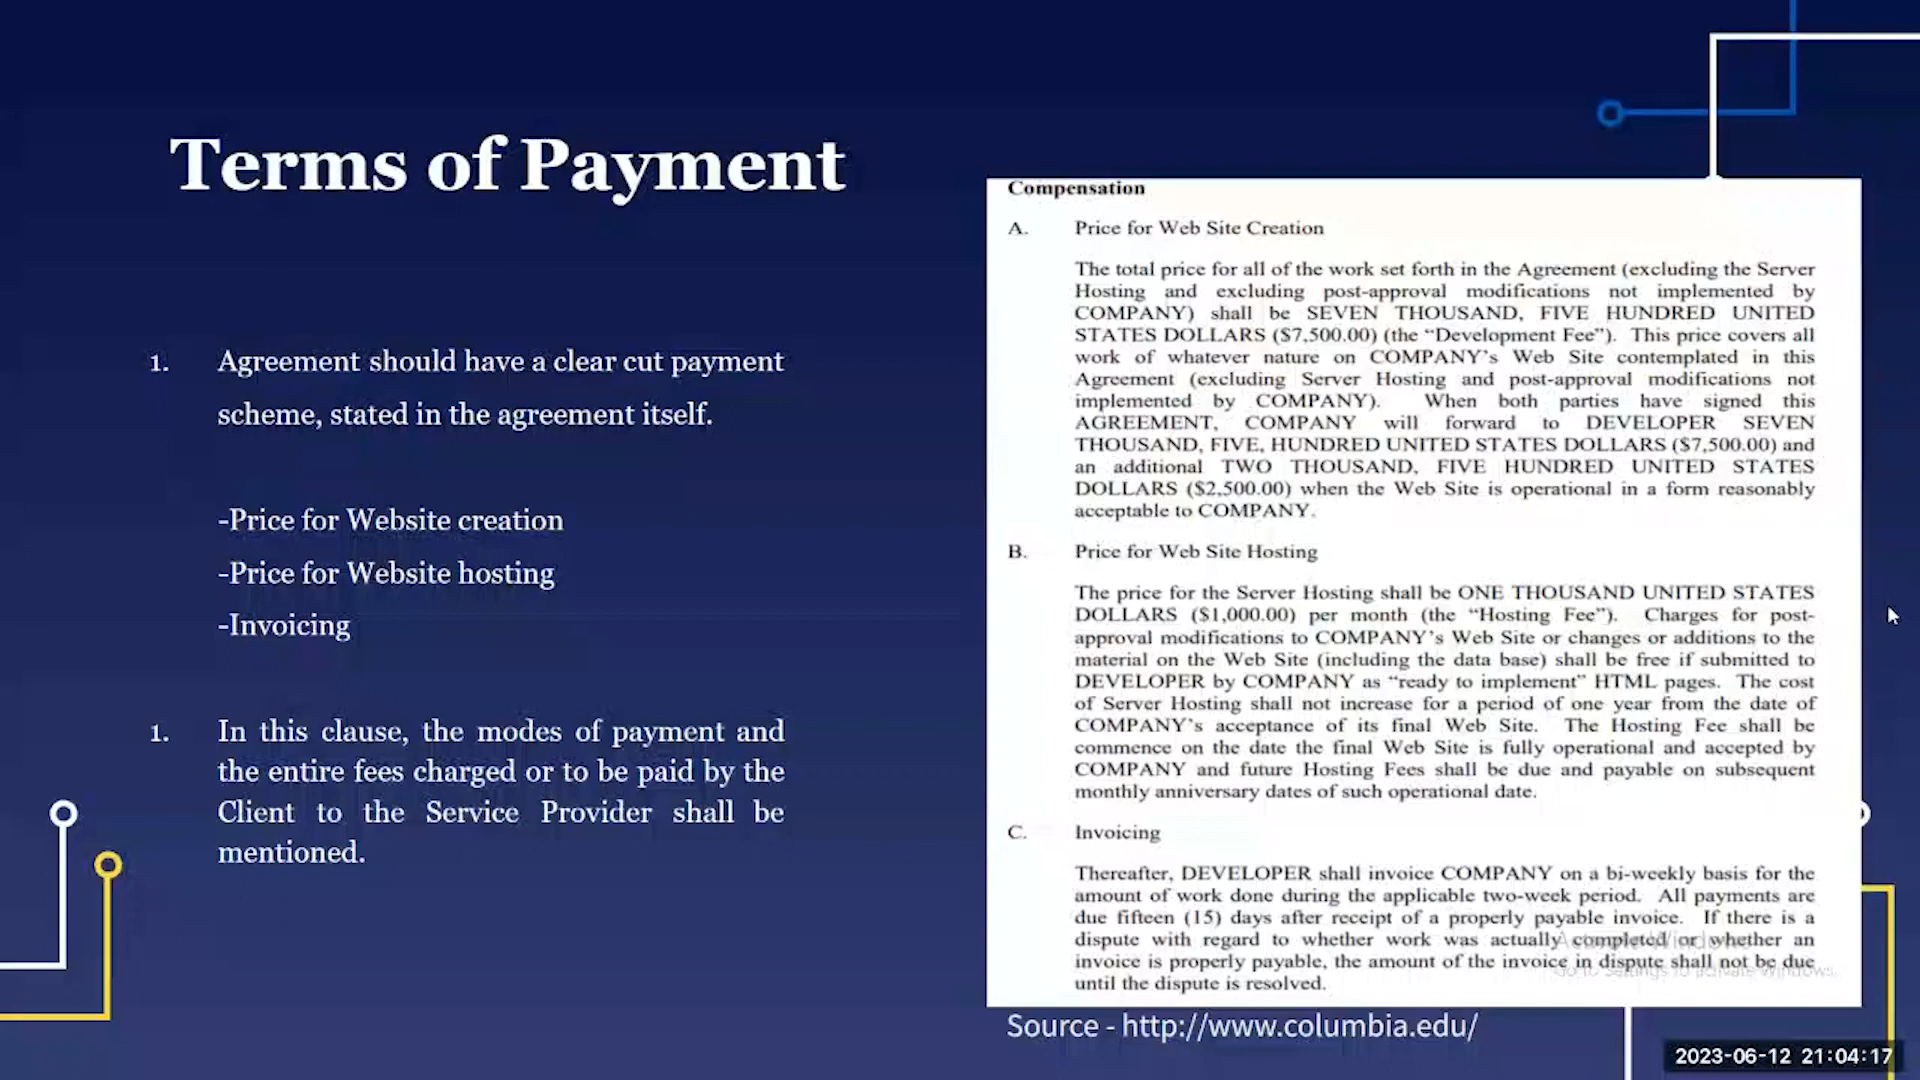 Terms of Payment
1. Agreement should have a clear cut payment
scheme, stated in the agreement itself.
-Price for Website creation
-Price for Website hosting
-Invoicing
1. In this clause, the modes of payment and
the entire fees charged or to be paid by the
Client to the Service Provider shall be
mentioned.
Compensation
A. Price for Web Site Creation
The total price for all of the work set forth in the Agreement (excluding the Server
Hosting and excluding post-approval modifications not implemented by
COMPANY) shall be SEVEN THOUSAND, FIVE HUNDRED UNITED
STATES DOLLARS ($7,500.00) (the “Development Fee”). This price covers all
work of whatever nature on COMPANY’s Web Site contemplated in this
Agreement (excluding Server Hosting and post-approval modifications not
implemented by COMPANY). When both parties have signed this
AGREEMENT, COMPANY will forward to DEVELOPER SEVEN
THOUSAND, FIVE, HUNDRED UNITED STATES DOLLARS ($7,500.00) and
an additional TWO THOUSAND, FIVE HUNDRED UNITED STATES
DOLLARS ($2,500.00) when the Web Site is operational in a form reasonably
acceptable to COMPANY.
B. Price for Web Site Hosting
The price for the Server Hosting shall be ONE THOUSAND UNITED STATES
DOLLARS ($1,000.00) per month (the “Hosting Fee”). Charges for post-
approval modifications to COMPANY’s Web Site or changes or additions to the
material on the Web Site (including the data base) shall be free if submitted to
DEVELOPER by COMPANY as “ready to implement” HTML pages. The cost
of Server Hosting shall not increase for a period of one year from the date of
COMPANY’s acceptance of its final Web Site. The Hosting Fee shall be
commence on the date the final Web Site is fully operational and accepted by
COMPANY and future Hosting Fees shall be due and payable on subsequent
monthly anniversary dates of such operational date.
C. Invoicing
Thereafter, DEVELOPER shall invoice COMPANY on a bi-weekly basis for the
amount of work done during the applicable two-week period. All payments are
due fifteen (15) days after receipt of a properly payable invoice. If there is a
dispute with regard to whether work was actually completed or whether an
invoice is properly payable, the amount of the invoice in dispute shall not be due
until the dispute is resolved.
Activate Windows
Go to Settings to activate Windows.
Source - http://www.columbia.edu/
2023-06-12 21:04:17